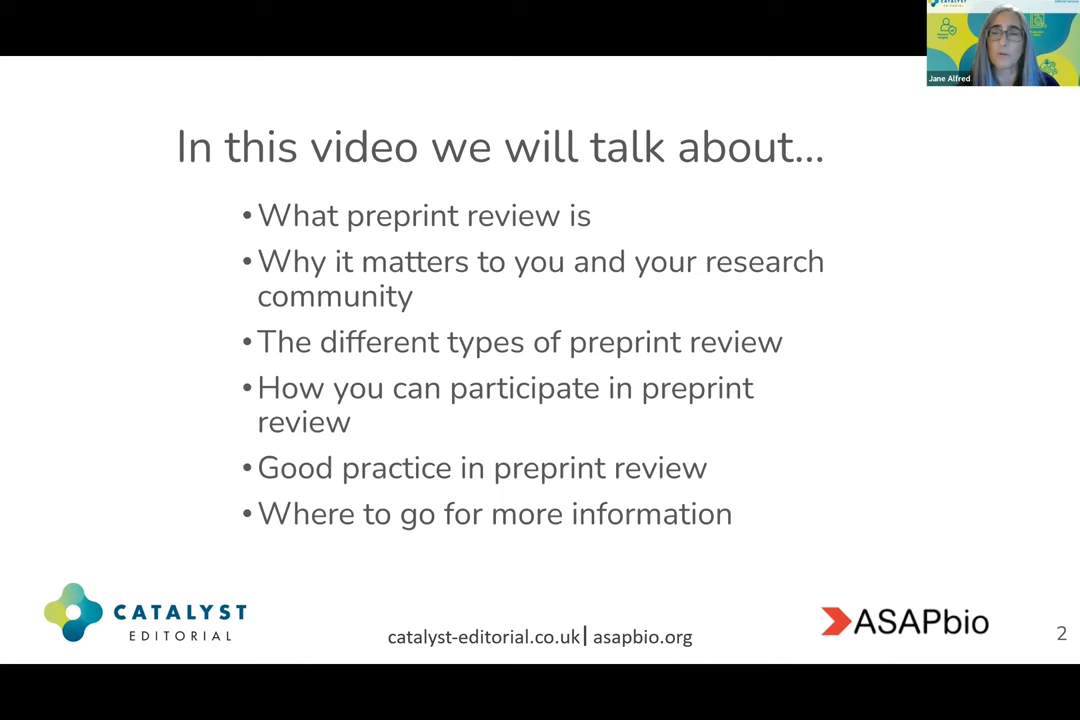 CATALYST
EDITORIAL
Jane Alfred
In this video we will talk about...
• What preprint review is
• Why it matters to you and your research
community
• The different types of preprint review
• How you can participate in preprint
review
• Good practice in preprint review
• Where to go for more information
CATALYST
EDITORIAL
catalyst-editorial.co.uk | asapbio.org
ASAPbio
2